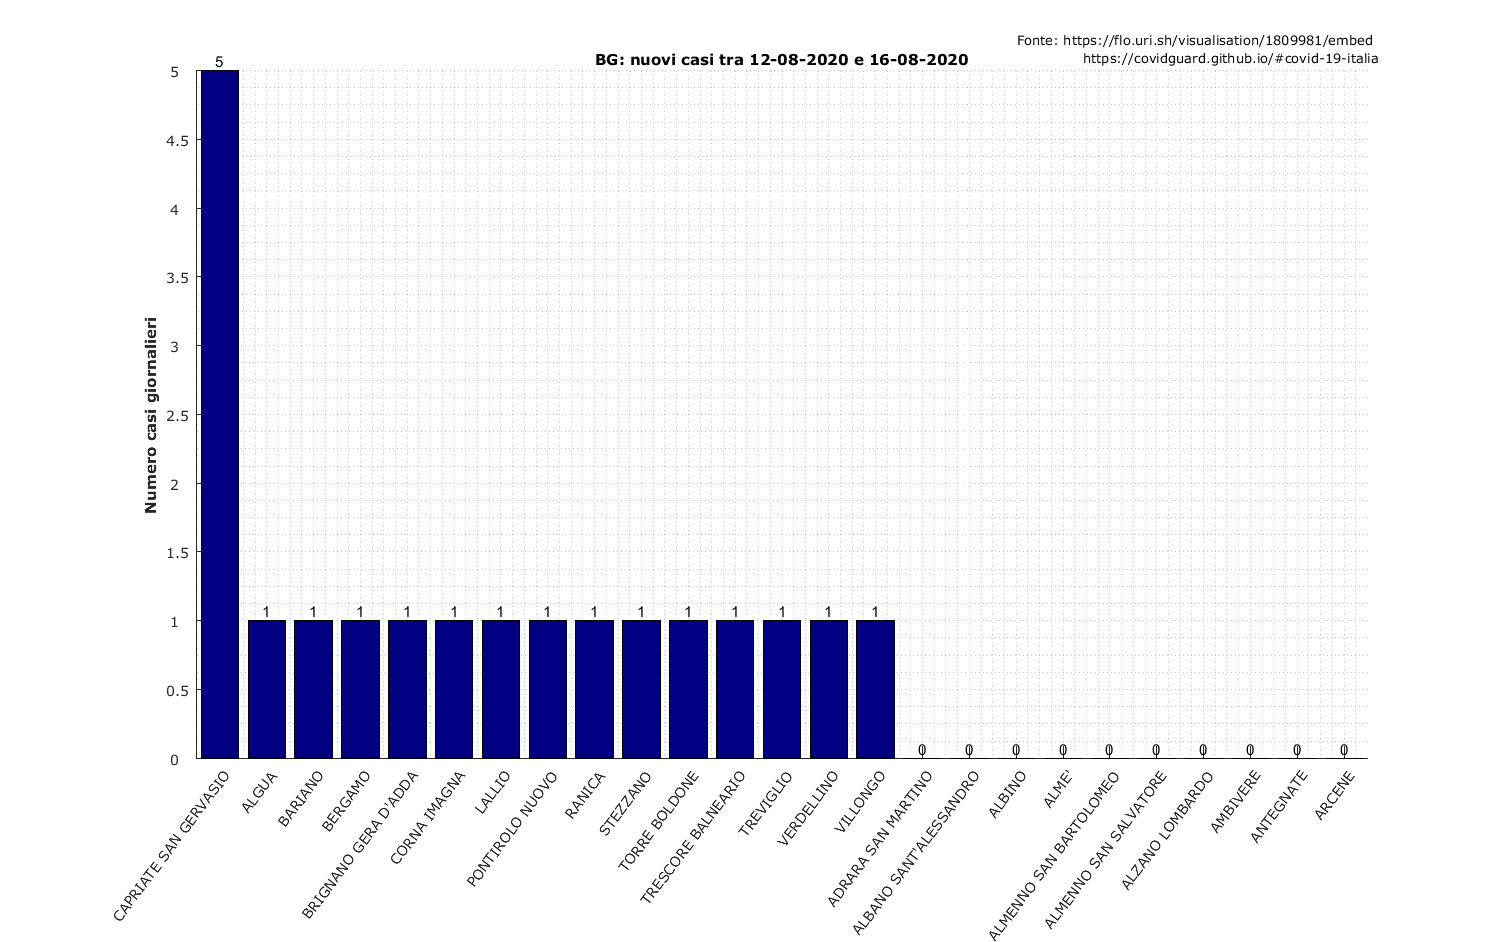 Fonte: https://flo.uri.sh/visualisation/1809981/embed
https://covidguard.github.io/#covid-19-italia
BG: nuovi casi tra 12-08-2020 e 16-08-2020
Numero casi giornalieri
5
4.5
4
3.5
3
2.5
2
1.5
1
0.5
0
5
1
1
1
1
1
1
1
1
1
1
1
1
1
1
0
0
0
0
0
0
0
0
0
0
CAPRIATE SAN GERVASIO
ALGUA
BARIANO
BERGAMO
BRIGNANO GERA D'ADDA
CORNA IMAGNA
LALLIO
PONTIROLO NUOVO
RANICA
STEZZANO
TORRE BOLDONE
TRESCORE BALNEARIO
TREVIGLIO
VERDELLINO
VILLONGO
ADRARA SAN MARTINO
ALBANO SANT'ALESSANDRO
ALBINO
ALME'
ALMENNO SAN BARTOLOMEO
ALMENNO SAN SALVATORE
ALZANO LOMBARDO
AMBIVERE
ANTEGNATE
ARCENE